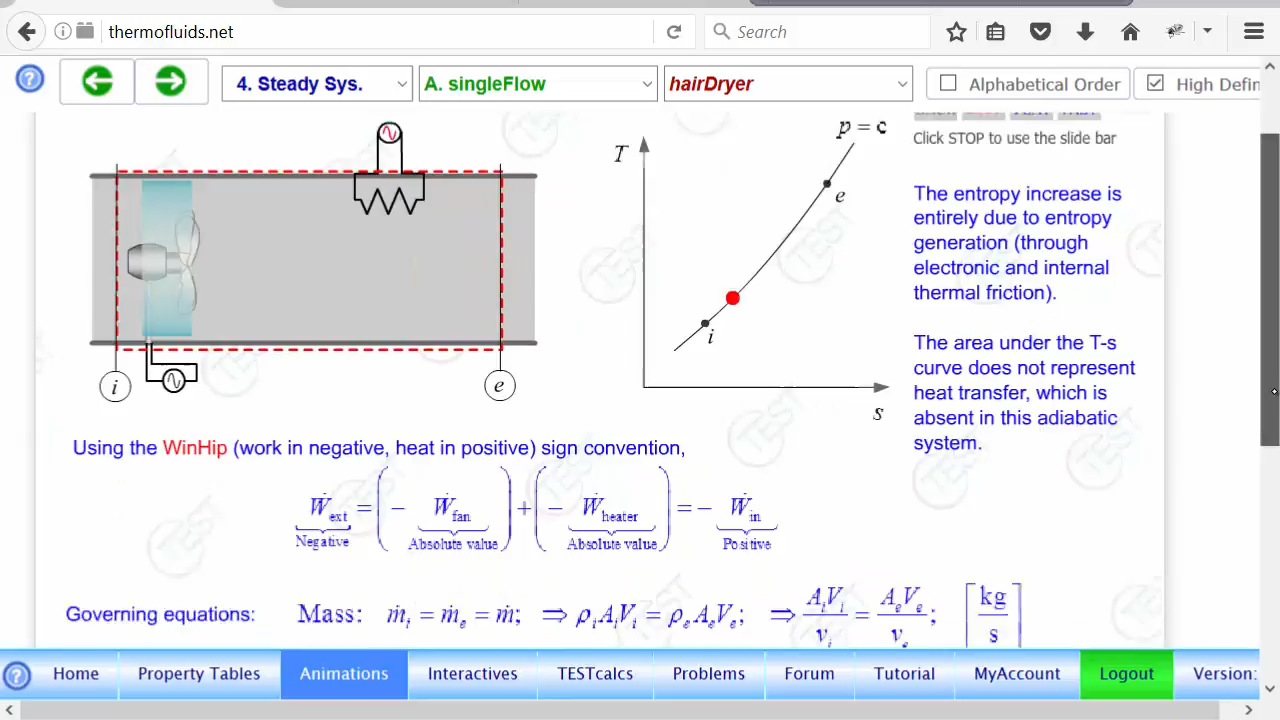 thermofluids.net
Search
4. Steady Sys.
A. singleFlow
hairDryer
Alphabetical Order
High Defin
p = c
T
e
i
s
i
e
Click STOP to use the slide bar
The entropy increase is
entirely due to entropy
generation (through
electronic and internal
thermal friction).
The area under the T-s
curve does not represent
heat transfer, which is
absent in this adiabatic
system.
Using the WinHip (work in negative, heat in positive) sign convention,
Ẇext = ( − Ẇfan ) + ( − Ẇheater ) = − Ẇin
Negative Absolute value Absolute value Positive
Governing equations: Mass: ṁi = ṁe = ṁ; ⇒ ρiAiVi = ρeAeVe; ⇒ AiVi/vi = AeVe/ve; [kg/s]
Home Property Tables Animations Interactives TESTcalcs Problems Forum Tutorial MyAccount Logout Version: